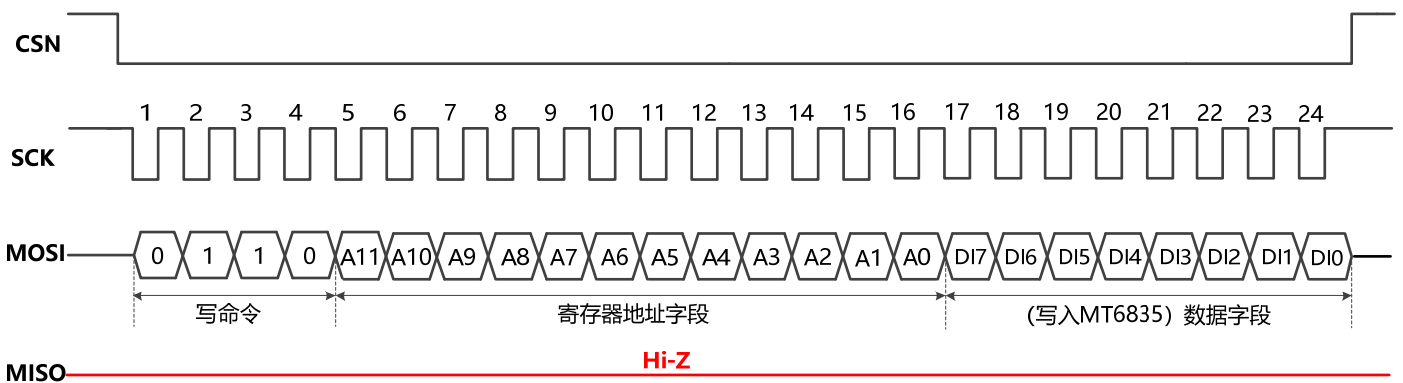 CSN
1 2 3 4 5 6 7 8 9 10 11 12 13 14 15 16 17 18 19 20 21 22 23 24
SCK
MOSI 0 1 1 0 A11 A10 A9 A8 A7 A6 A5 A4 A3 A2 A1 A0 DI7 DI6 DI5 DI4 DI3 DI2 DI1 DI0
写命令 寄存器地址字段 (写入MT6835）数据字段
Hi-Z
MISO